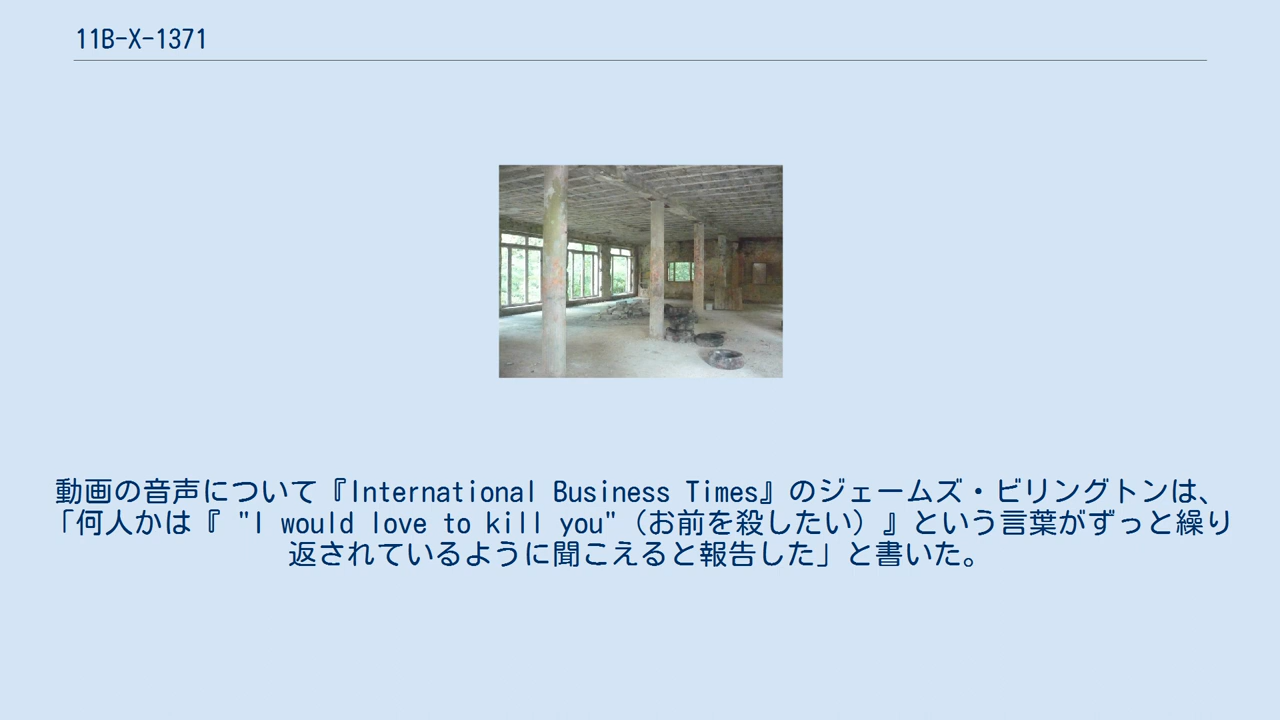 11B-X-1371
動画の音声について『International Business Times』のジェームズ・ビリングトンは、
「何人かは『 "I would love to kill you"（お前を殺したい）』という言葉がずっと繰り
返されているように聞こえると報告した」と書いた。